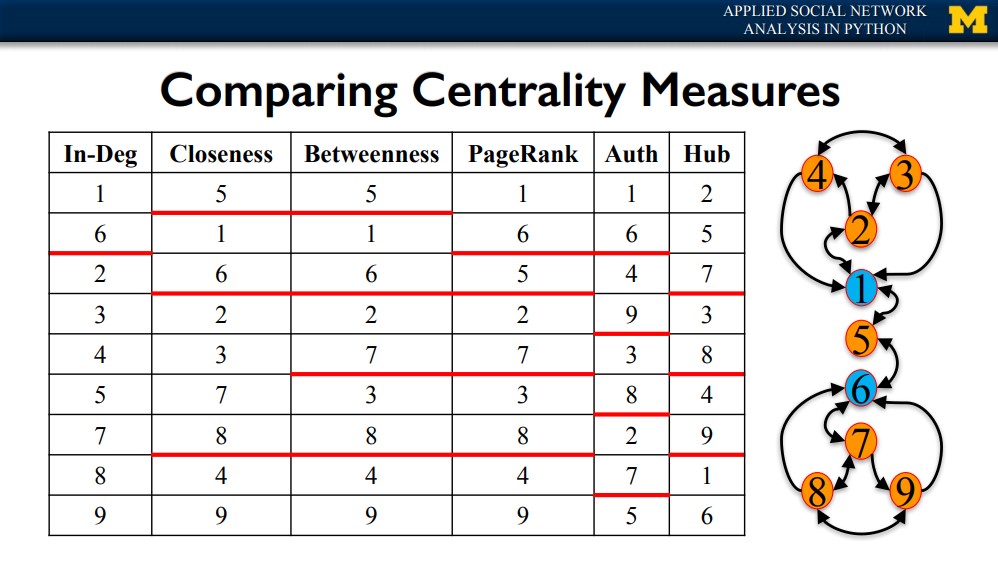 APPLIED SOCIAL NETWORK
ANALYSIS IN PYTHON
M
Comparing Centrality Measures
In-Deg Closeness Betweenness PageRank Auth Hub
1 5 5 1 1 2
6 1 1 6 6 5
2 6 6 5 4 7
3 2 2 2 9 3
4 3 7 7 3 8
5 7 3 3 8 4
7 8 8 8 2 9
8 4 4 4 7 1
9 9 9 9 5 6
4 3
2
1
5
6
7
8 9